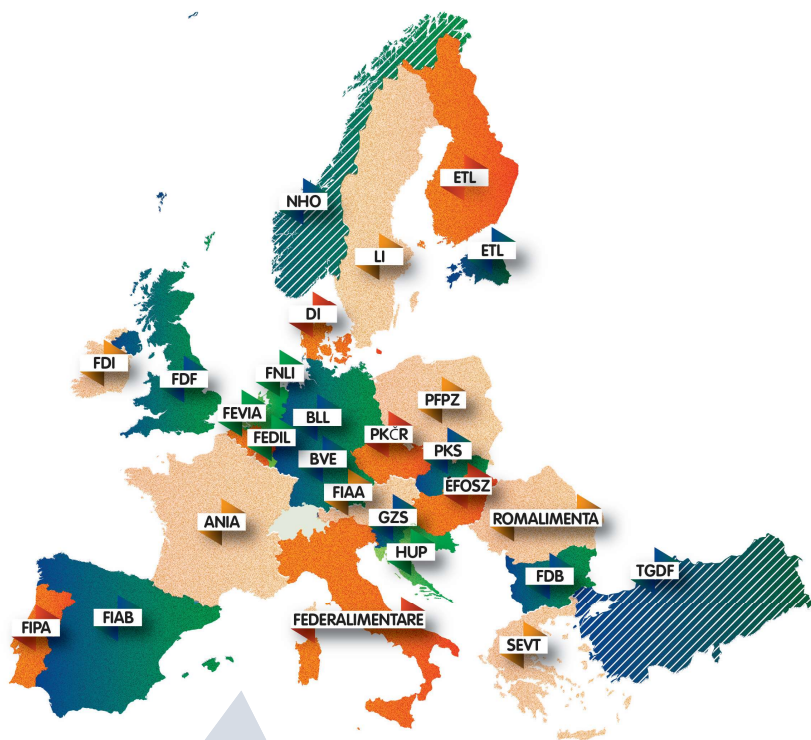 ETL
NHO
ETL
LI
DI
FDI
FDF
FNLI
PFPZ
FEVIA
BLL
FEDIL
PKČR
PKS
BVE
ÉFOSZ
FIAA
ANIA
GZS
ROMALIMENTA
HUP
FDB
TGDF
FIPA
FIAB
FEDERALIMENTARE
SEVT